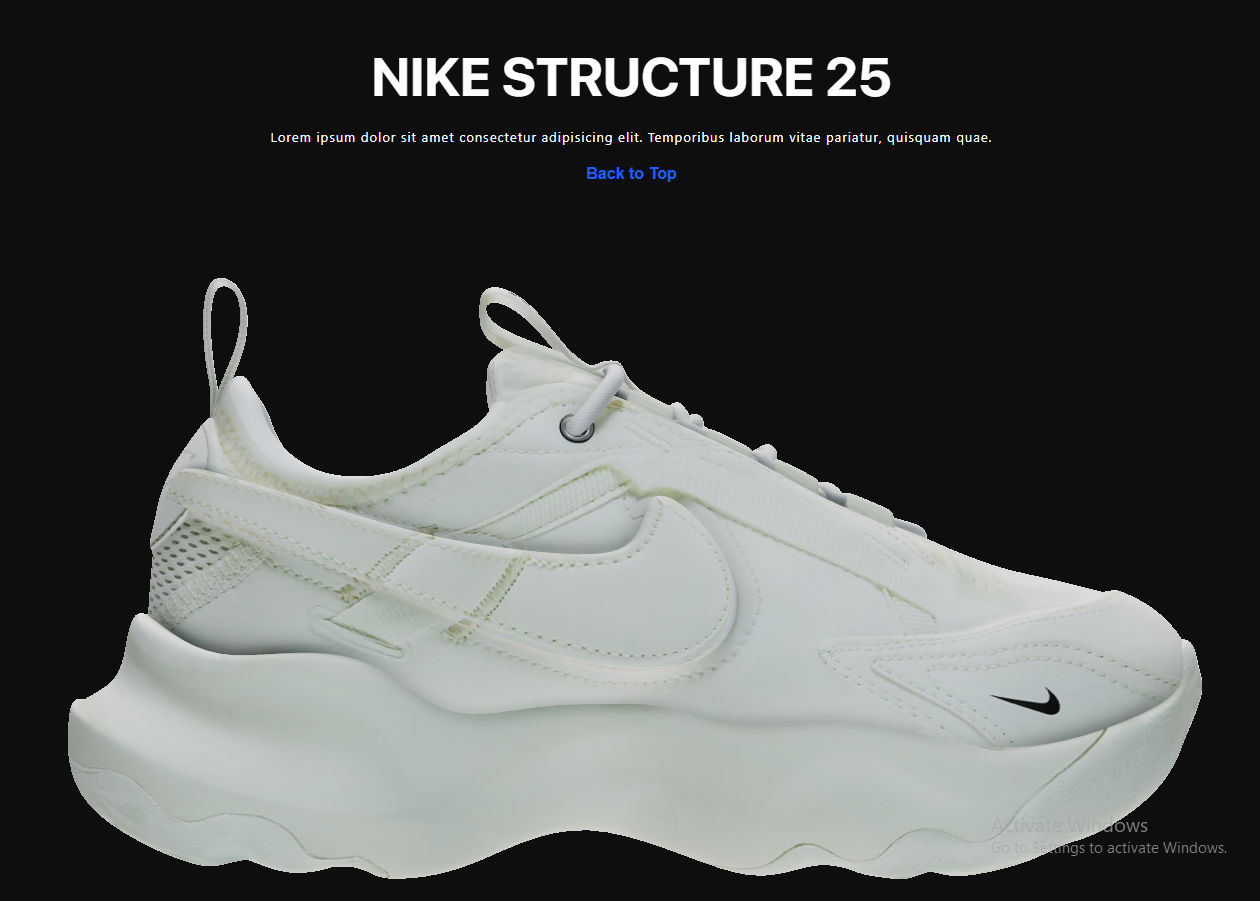 NIKE STRUCTURE 25
Lorem ipsum dolor sit amet consectetur adipisicing elit. Temporibus laborum vitae pariatur, quisquam quae.
Back to Top
Activate Windows
Go to Settings to activate Windows.